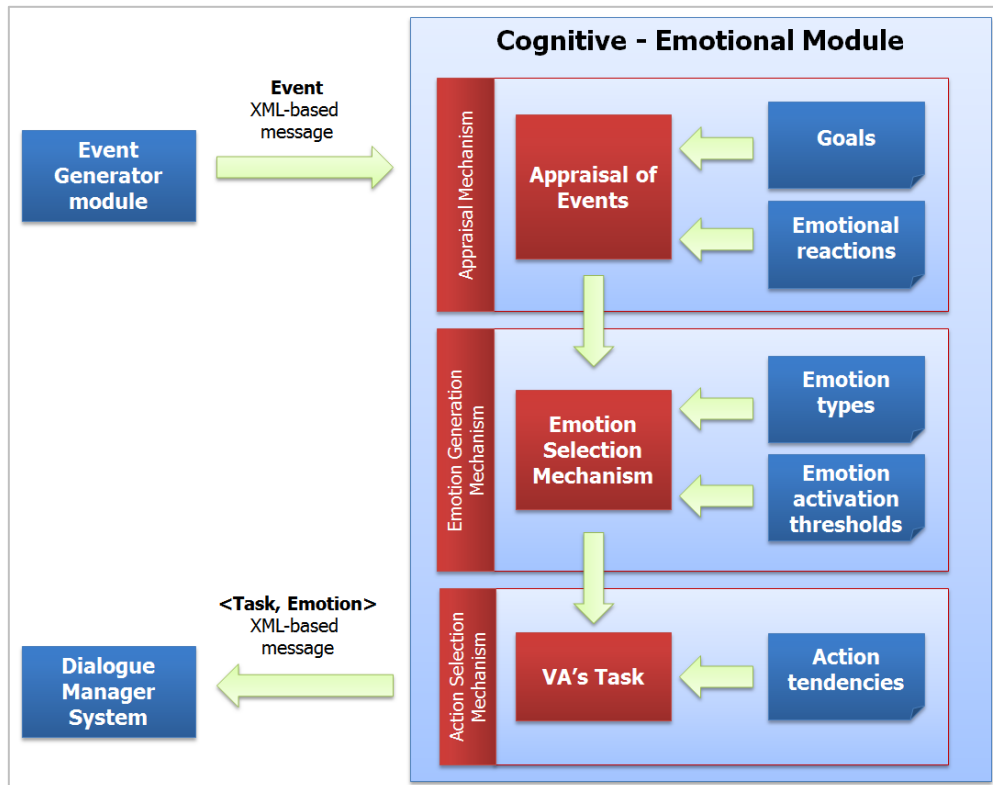 Cognitive - Emotional Module
Event
XML-based
message
Event
Generator
module
Appraisal Mechanism
Appraisal of
Events
Goals
Emotional
reactions
Emotion Generation
Mechanism
Emotion
Selection
Mechanism
Emotion
types
Emotion
activation
thresholds
<Task, Emotion>
XML-based
message
Dialogue
Manager
System
Action Selection
Mechanism
VA's Task
Action
tendencies